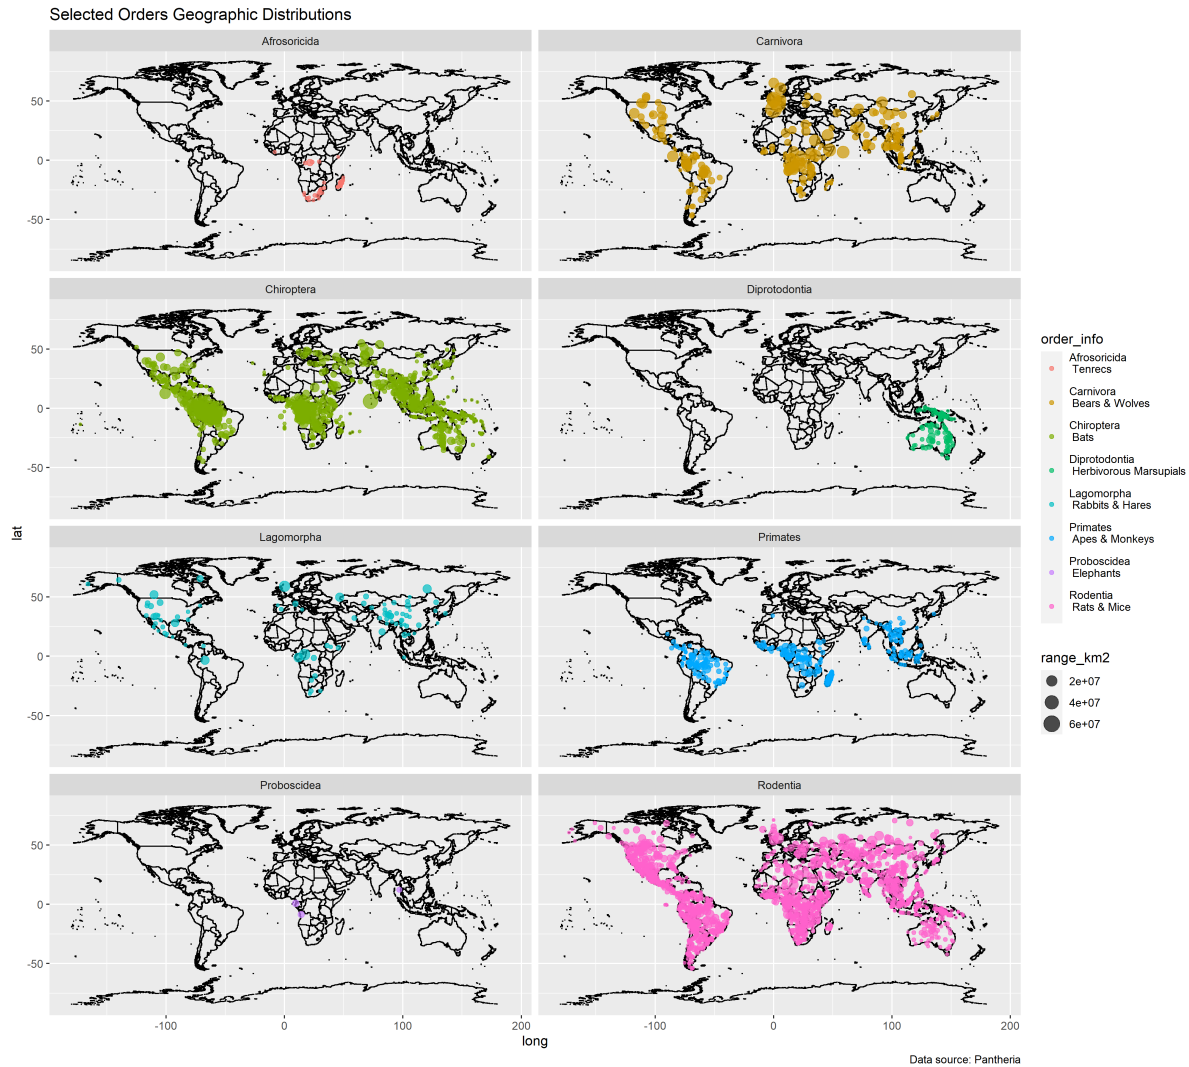 Selected Orders Geographic Distributions
Afrosoricida
Carnivora
50
0
-50
Chiroptera
Diprotodontia
50
0
-50
Lagomorpha
Primates
50
0
-50
Proboscidea
Rodentia
50
0
-50
-100 0 100 200
-100 0 100 200
lat
long
order_info
Afrosoricida
Tenrecs
Carnivora
Bears & Wolves
Chiroptera
Bats
Diprotodontia
Herbivorous Marsupials
Lagomorpha
Rabbits & Hares
Primates
Apes & Monkeys
Proboscidea
Elephants
Rodentia
Rats & Mice
range_km2
2e+07
4e+07
6e+07
Data source: Pantheria